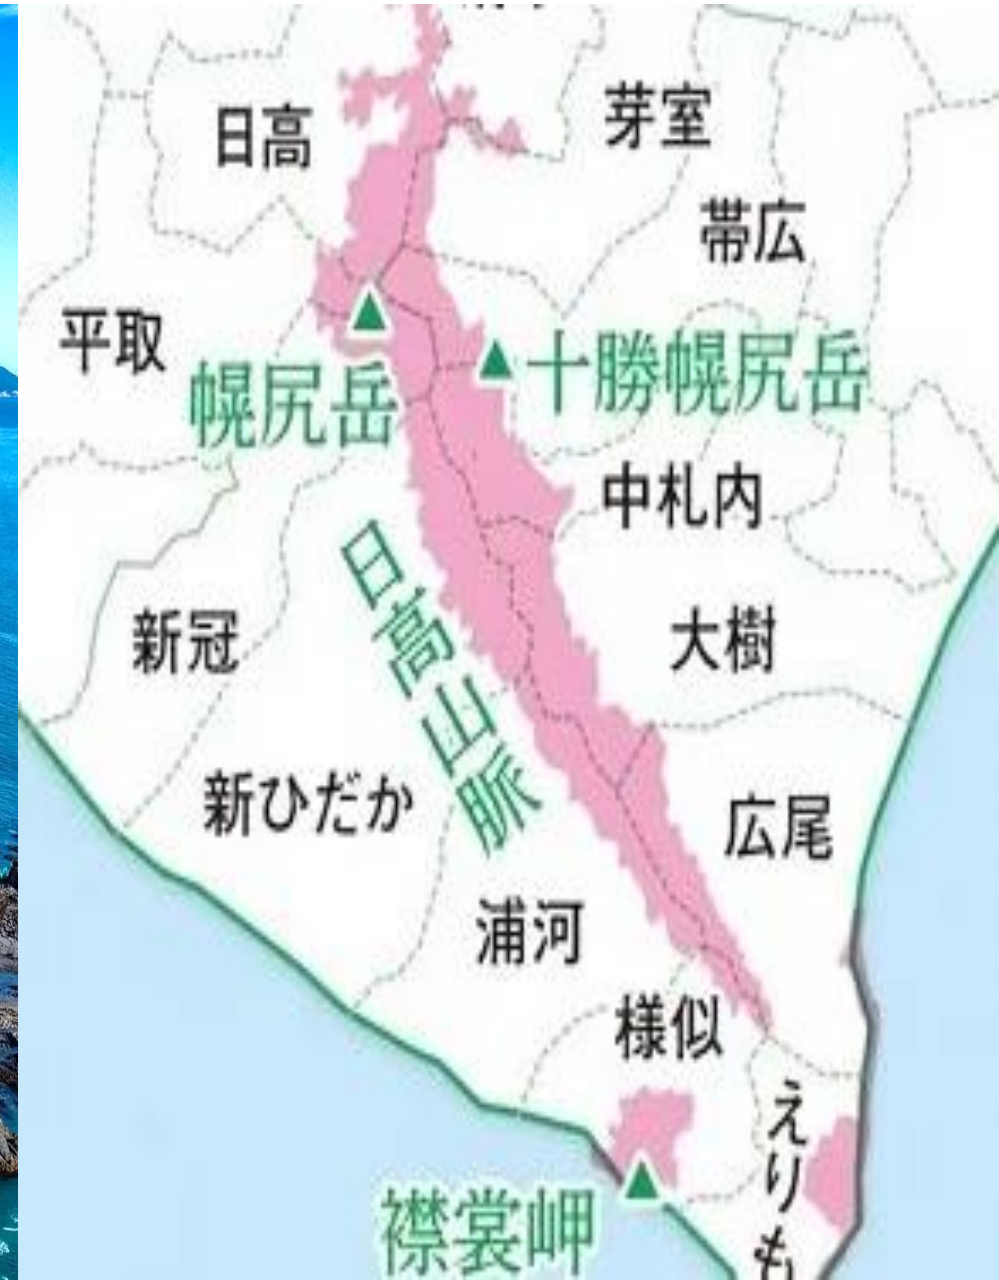 日高
芽室
帯広
平取
幌尻岳
十勝幌尻岳
中札内
新冠
日高山脈
大樹
新ひだか
広尾
浦河
様似
えりも
襟裳岬